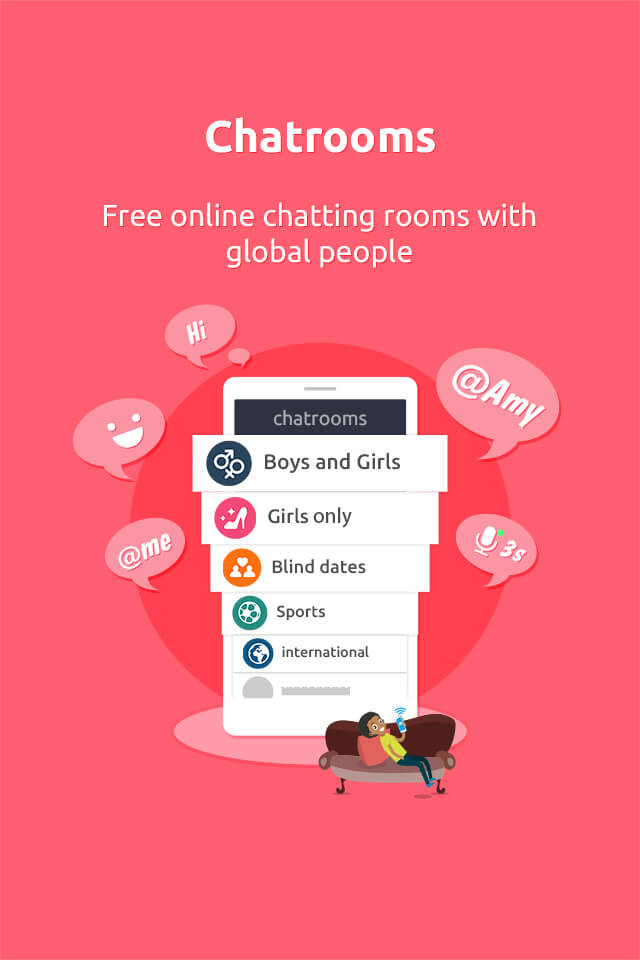 Chatrooms
Free online chatting rooms with
global people
Hi
@Amy
chatrooms
Boys and Girls
Girls only
@me
3s
Blind dates
Sports
international